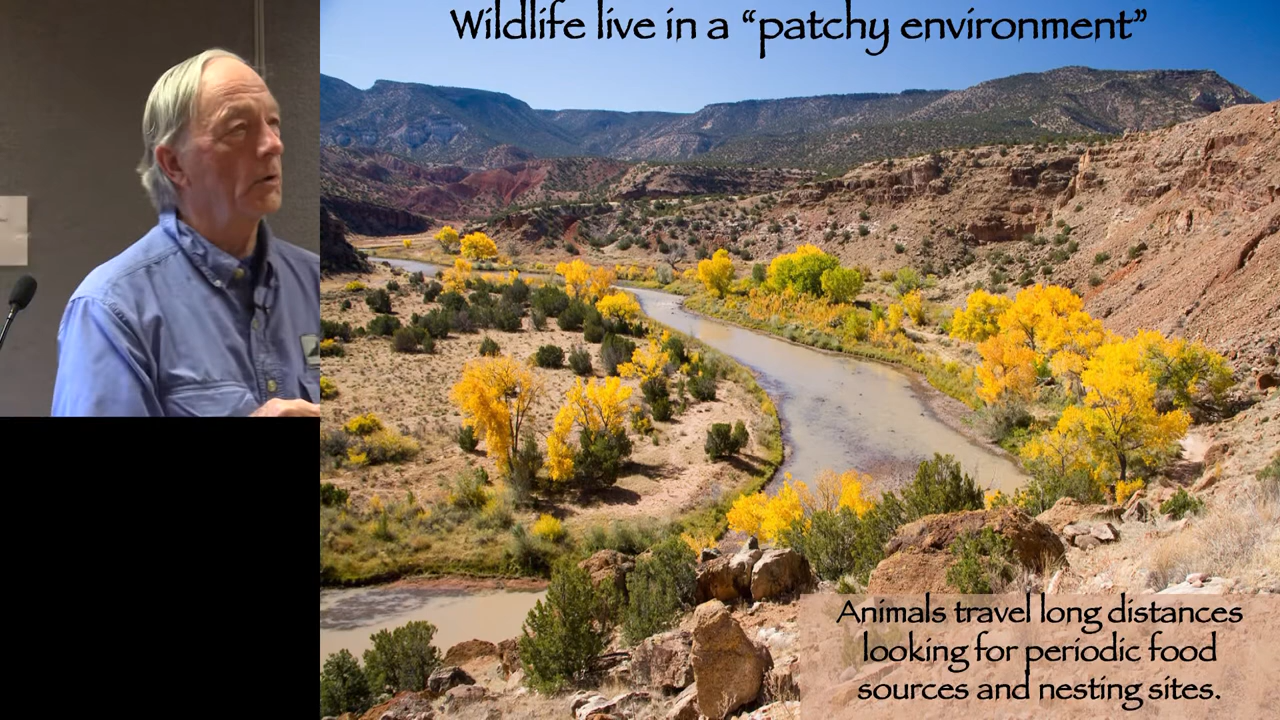 Wildlife live in a “patchy environment”
Animals travel long distances
looking for periodic food
sources and nesting sites.